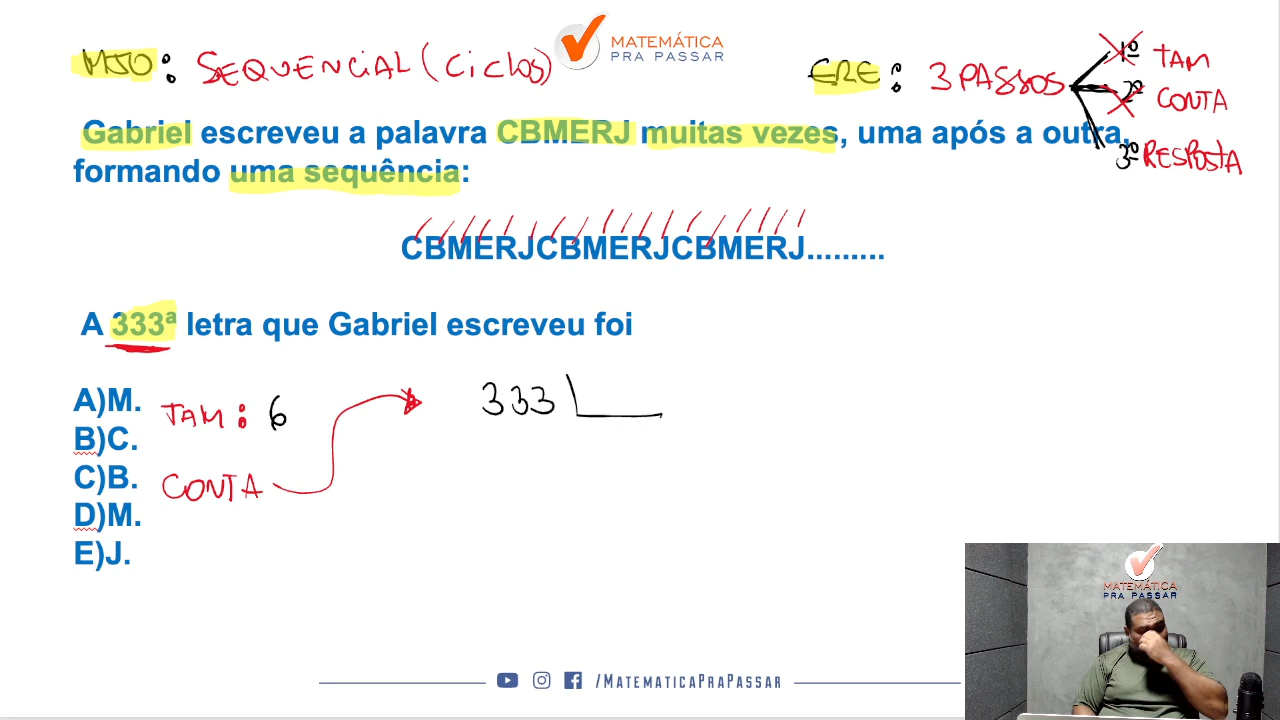 MJO: SEQUENCIAL (CICLOS)
MATEMÁTICA
PRA PASSAR
ERE: 3 PASSOS
1º TAM
2º CONTA
3º RESPOSTA
Gabriel escreveu a palavra CBMERJ muitas vezes, uma após a outra,
formando uma sequência:
CBMERJCBMERJCBMERJ.........
A 333ª letra que Gabriel escreveu foi
A)M.
B)C.
C)B.
D)M.
E)J.
TAM: 6
CONTA
333
MATEMÁTICA
PRA PASSAR
/MATEMATICAPRAPASSAR